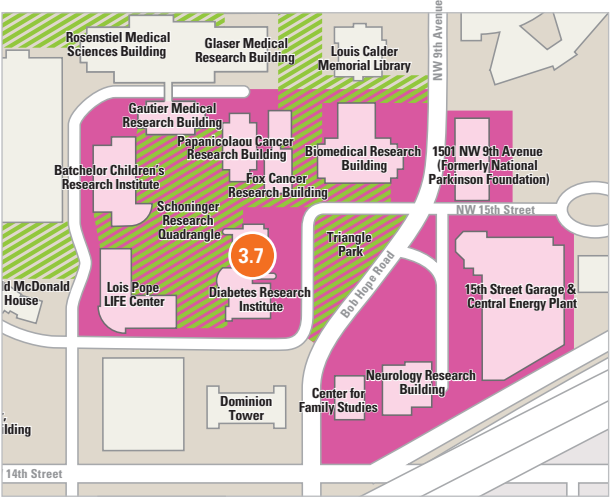 Rosenstiel Medical
Sciences Building
Glaser Medical
Research Building
Louis Calder
Memorial Library
NW 9th Avenue
Gautier Medical
Research Building
Papanicolaou Cancer
Research Building
Biomedical Research
Building
1501 NW 9th Avenue
(Formerly National
Parkinson Foundation)
Batchelor Children's
Research Institute
Fox Cancer
Research Building
Schoninger
Research
Quadrangle
NW 15th Street
Triangle
Park
3.7
Bob Hope Road
ld McDonald
House
Lois Pope
LIFE Center
Diabetes Research
Institute
15th Street Garage &
Central Energy Plant
Neurology Research
Building
Center for
Family Studies
Dominion
Tower
ilding
14th Street